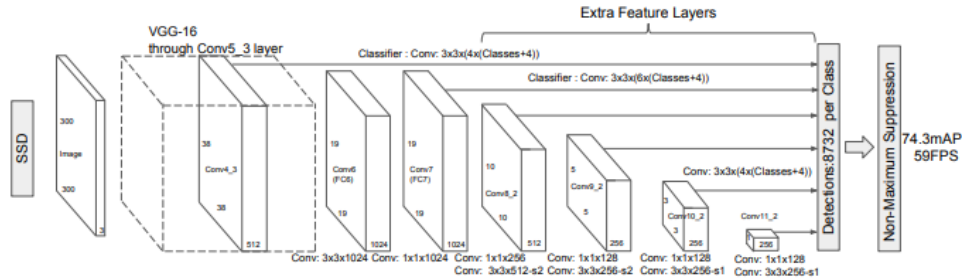 Extra Feature Layers
VGG-16
through Conv5_3 layer
Classifier : Conv: 3x3x(4x(Classes+4))
Classifier : Conv: 3x3x(6x(Classes+4))
SSD
300
Image
300
3
38
Conv4_3
38
512
19
Conv6
(FC6)
19
1024
19
Conv7
(FC7)
19
1024
10
Conv8_2
10
512
5
Conv9_2
5
256
Conv: 3x3x(4x(Classes+4))
3
Conv10_2
3
256
Conv11_2
256
Detections:8732 per Class
Non-Maximum Suppression
74.3mAP
59FPS
Conv: 3x3x1024
Conv: 1x1x1024
Conv: 1x1x256
Conv: 3x3x512-s2
Conv: 1x1x128
Conv: 3x3x256-s2
Conv: 1x1x128
Conv: 3x3x256-s1
Conv: 1x1x128
Conv: 3x3x256-s1